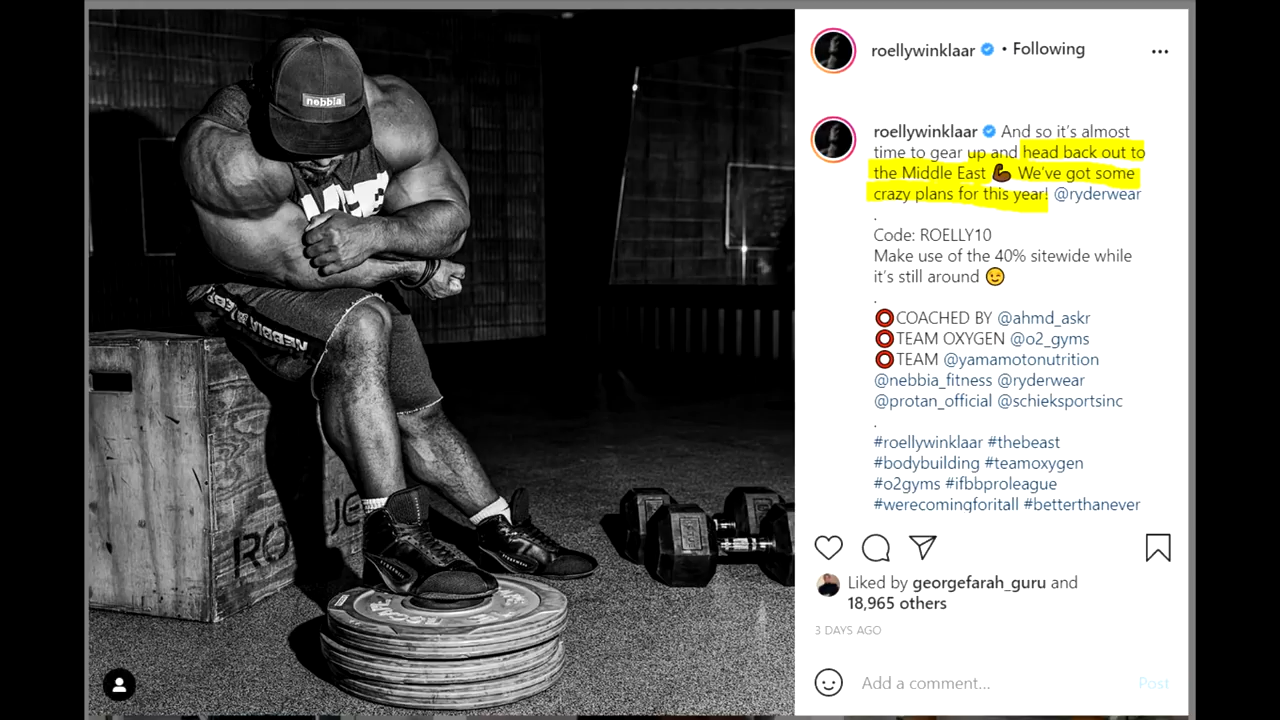 nebbia
NEBBIA
ROGUE
roellywinklaar • Following
roellywinklaar And so it's almost
time to gear up and head back out to
the Middle East 💪🏾 We've got some
crazy plans for this year! @ryderwear
.
Code: ROELLY10
Make use of the 40% sitewide while
it's still around 😉
.
⭕COACHED BY @ahmd_askr
⭕TEAM OXYGEN @o2_gyms
⭕TEAM @yamamotonutrition
@nebbia_fitness @ryderwear
@protan_official @schieksportsinc
.
#roellywinklaar #thebeast
#bodybuilding #teamoxygen
#o2gyms #ifbbproleague
#werecomingforitall #betterthanever
Liked by georgefarah_guru and
18,965 others
3 DAYS AGO
Add a comment...
Post